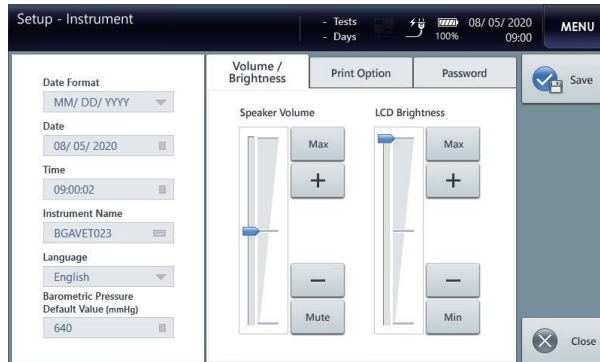 Setup - Instrument
- Tests
- Days
100%
08/ 05/ 2020
09:00
MENU
Date Format
MM/ DD/ YYYY
Date
08/ 05/ 2020
Time
09:00:02
Instrument Name
BGAVET023
Language
English
Barometric Pressure
Default Value (mmHg)
640
Volume /
Brightness
Print Option
Password
Speaker Volume
Max
+
−
Mute
LCD Brightness
Max
+
−
Min
Save
Close